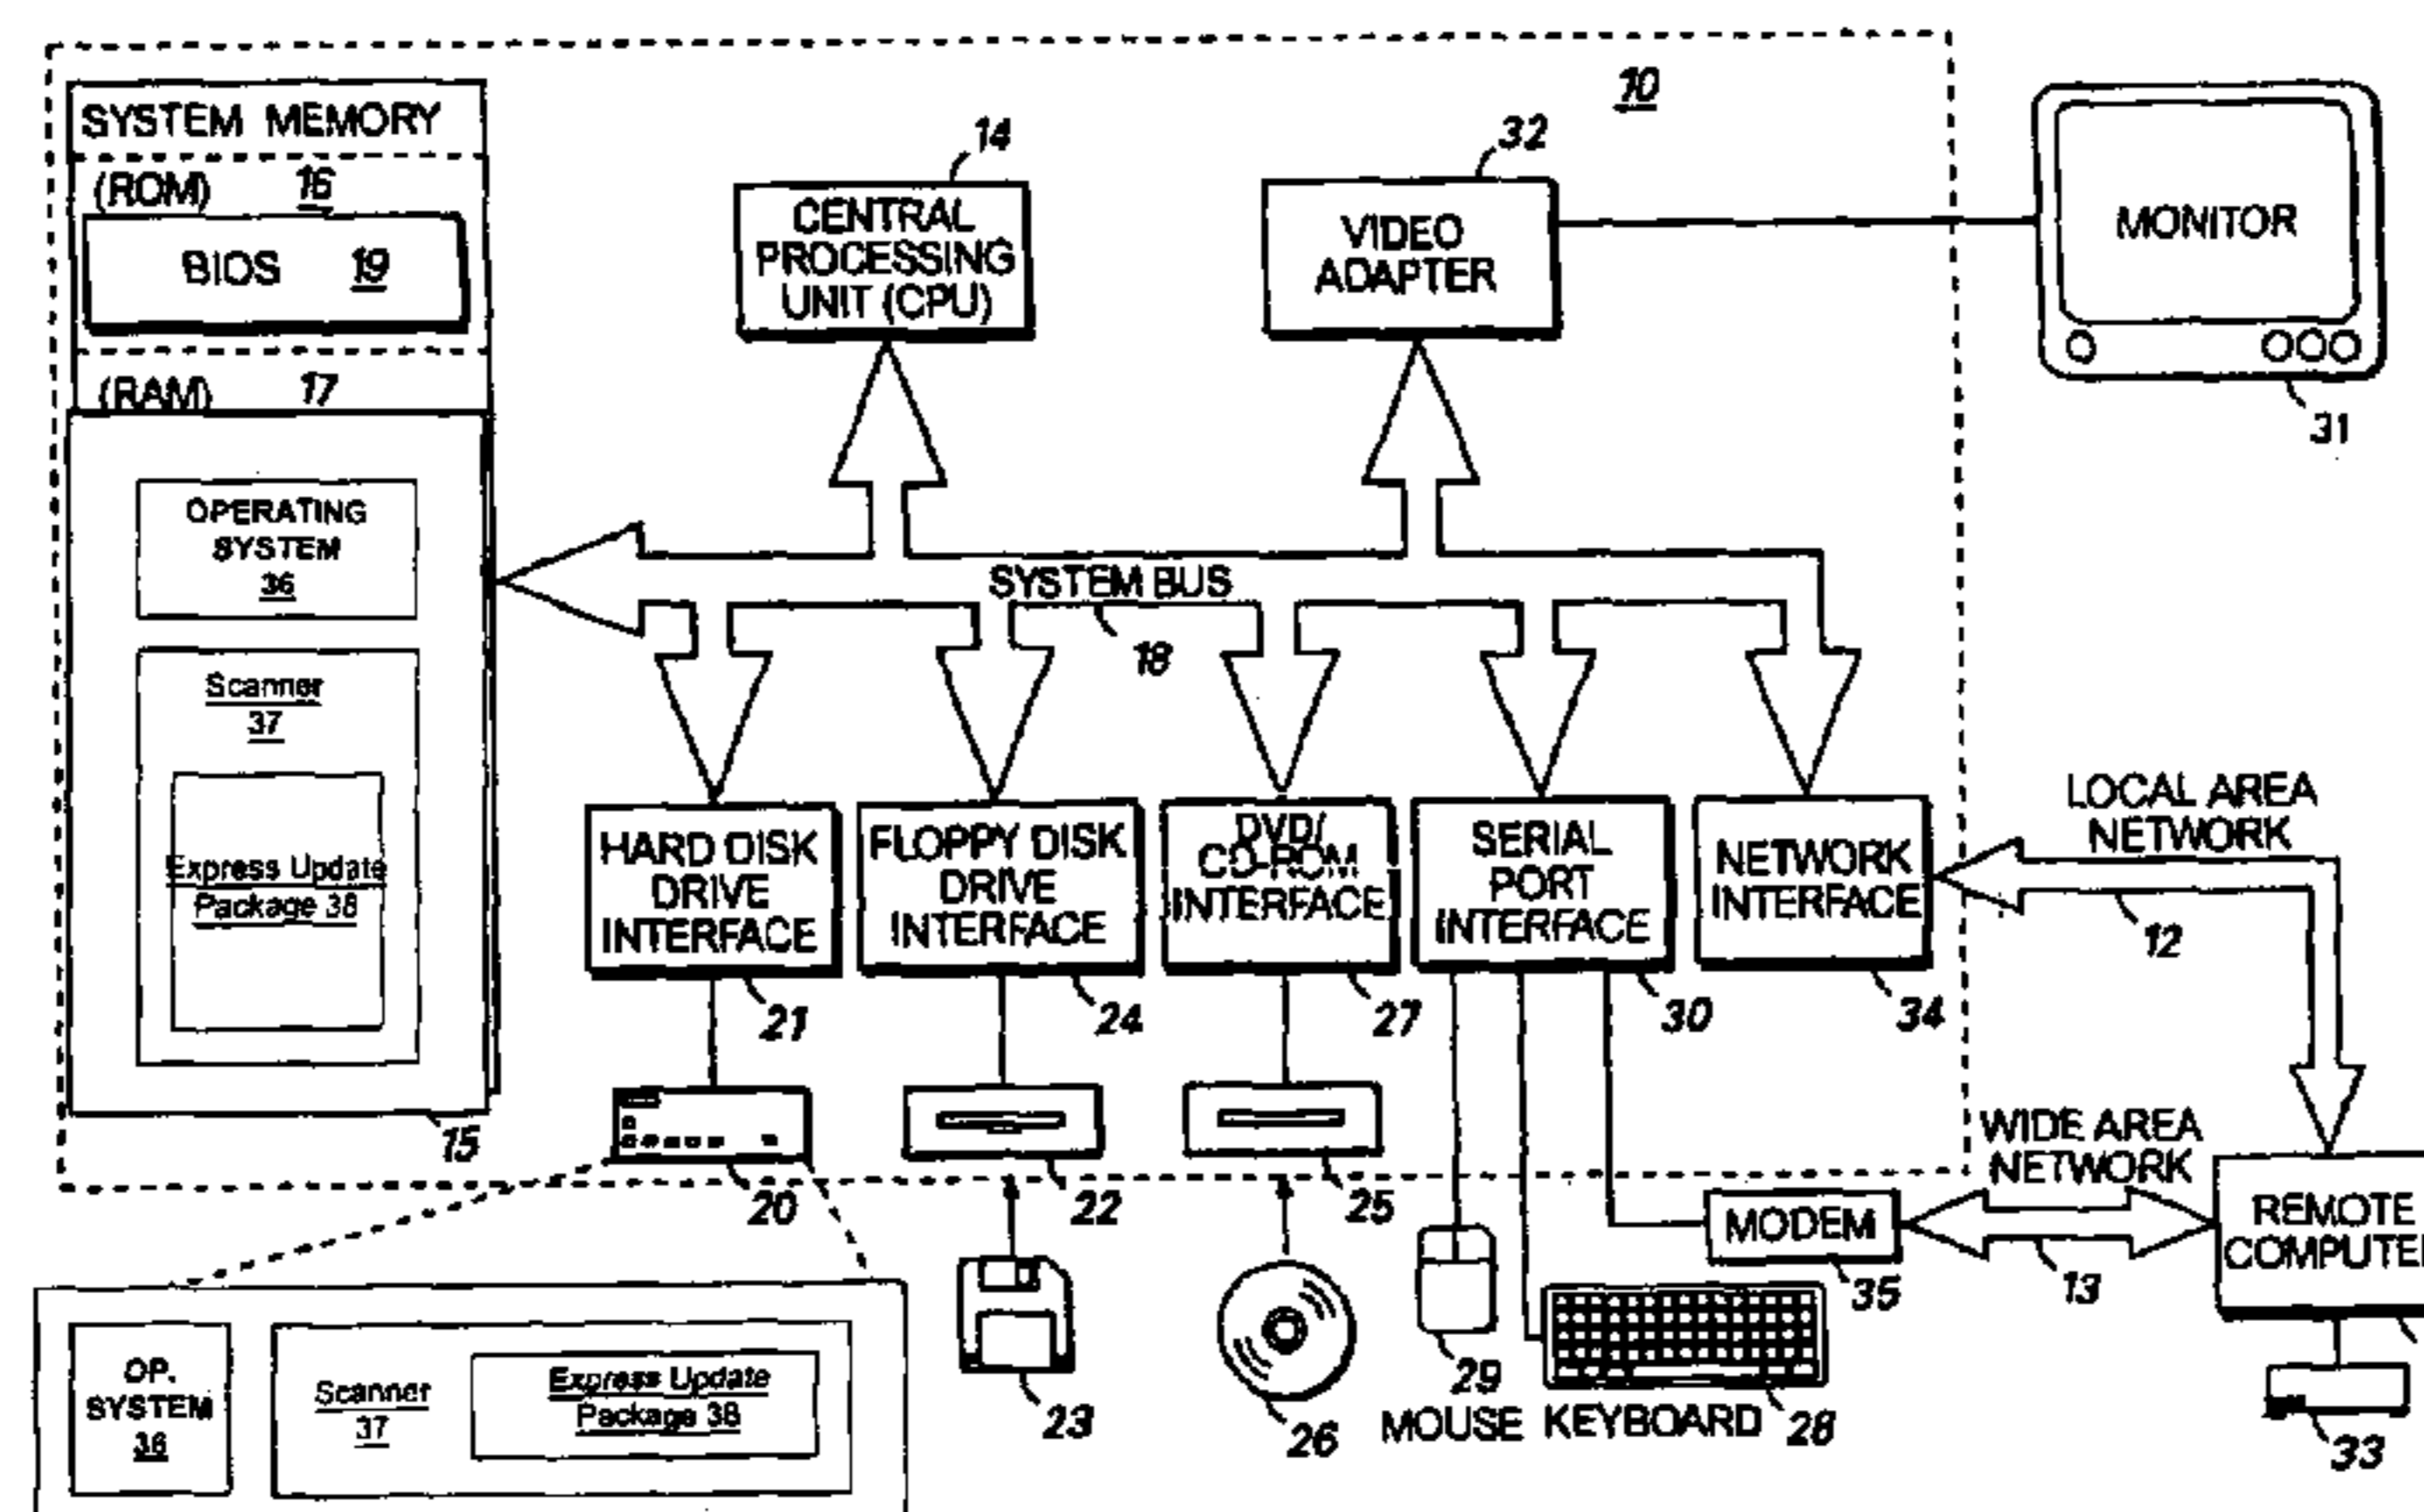 10
SYSTEM MEMORY
(ROM) 16
BIOS 19
(RAM) 17
OPERATING
SYSTEM
36
Scanner
37
Express Update
Package 38
15
14
CENTRAL
PROCESSING
UNIT (CPU)
32
VIDEO
ADAPTER
MONITOR
31
SYSTEM BUS
18
HARD DISK
DRIVE
INTERFACE
21
FLOPPY DISK
DRIVE
INTERFACE
24
DVD/
CD-ROM
INTERFACE
27
SERIAL
PORT
INTERFACE
30
NETWORK
INTERFACE
34
LOCAL AREA
NETWORK
12
20
22
25
WIDE AREA
NETWORK
MODEM
35
13
REMOTE
COMPUTE
33
23
26
29
MOUSE
KEYBOARD 28
OP.
SYSTEM
36
Scanner
37
Express Update
Package 38